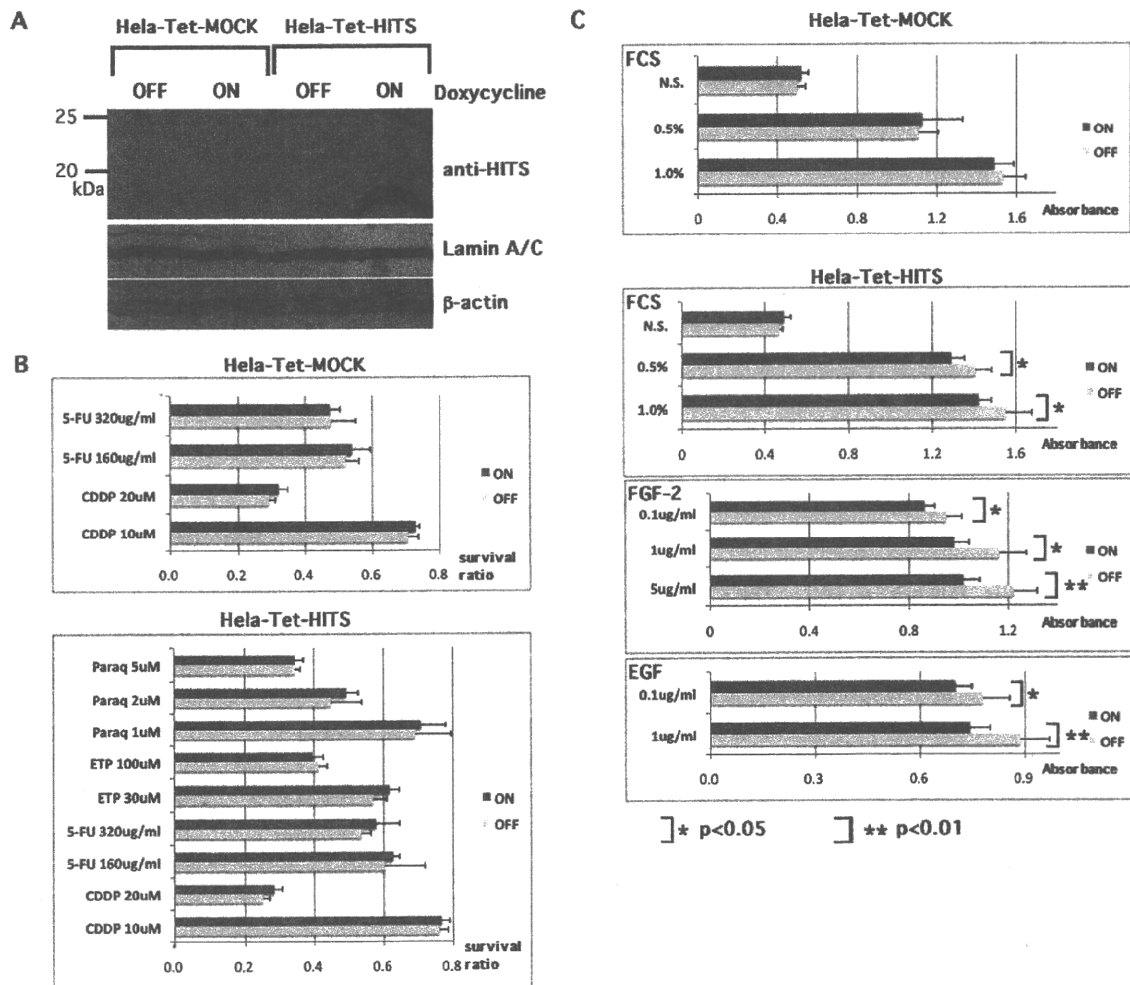 A
Hela-Tet-MOCK Hela-Tet-HITS
OFF ON OFF ON Doxycycline
25
20
kDa
anti-HITS
Lamin A/C
β-actin
B
Hela-Tet-MOCK
5-FU 320ug/ml
5-FU 160ug/ml
CDDP 20uM
CDDP 10uM
ON
OFF
0.0 0.2 0.4 0.6 0.8
survival
ratio
Hela-Tet-HITS
Paraq 5uM
Paraq 2uM
Paraq 1uM
ETP 100uM
ETP 30uM
5-FU 320ug/ml
5-FU 160ug/ml
CDDP 20uM
CDDP 10uM
ON
OFF
0.0 0.2 0.4 0.6 0.8
survival
ratio
C
Hela-Tet-MOCK
FCS
N.S.
0.5%
1.0%
ON
OFF
0 0.4 0.8 1.2 1.6 Absorbance
Hela-Tet-HITS
FCS
N.S.
0.5% *
1.0% *
ON
OFF
0 0.4 0.8 1.2 1.6
Absorbance
FGF-2
0.1ug/ml *
1ug/ml *
5ug/ml **
ON
OFF
0 0.4 0.8 1.2
Absorbance
EGF
0.1ug/ml *
1ug/ml **
ON
OFF
0.0 0.3 0.6 0.9
Absorbance
* p<0.05 ** p<0.01